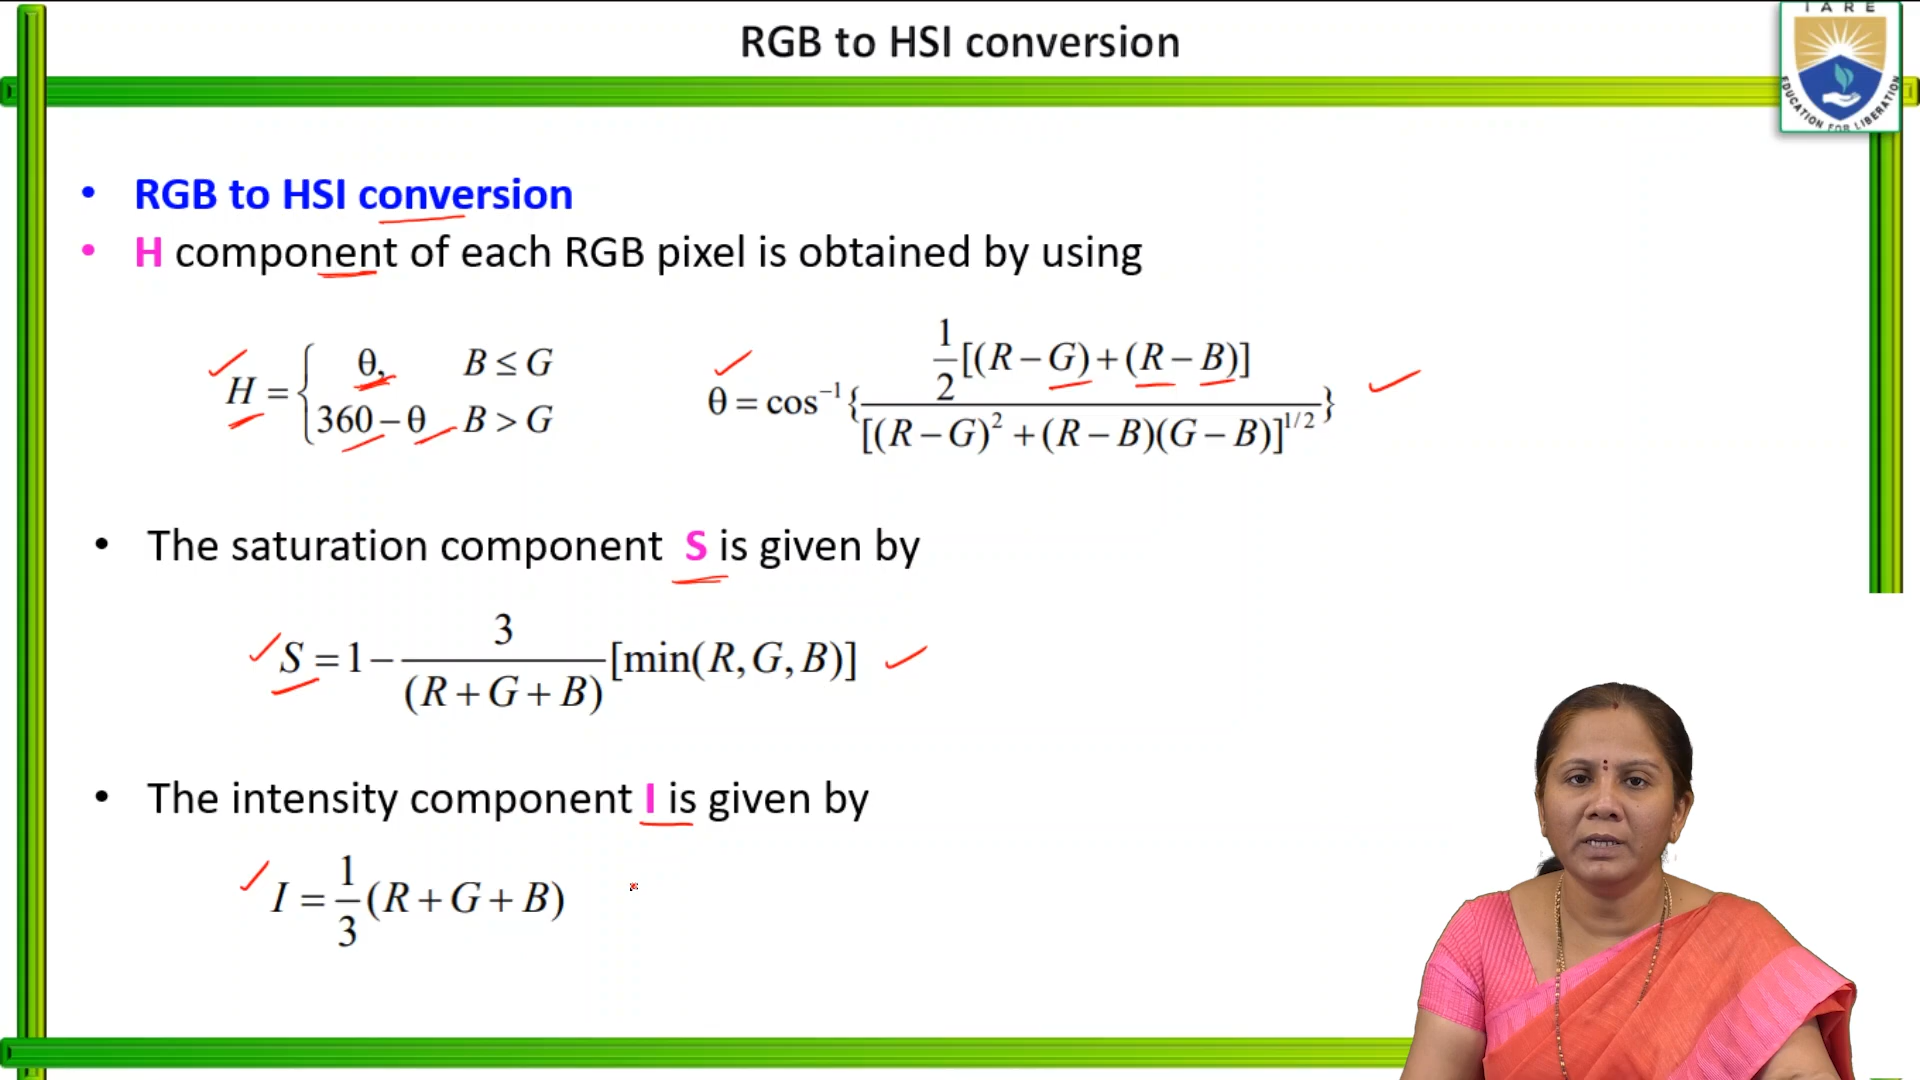 RGB to HSI conversion
IARE
EDUCATION FOR LIBERATION
• RGB to HSI conversion
• H component of each RGB pixel is obtained by using
H = { θ, B ≤ G
360 − θ B > G
θ = cos⁻¹{ 1/2[(R − G) + (R − B)] / [(R − G)² + (R − B)(G − B)]^1/2 }
• The saturation component S is given by
S = 1 − 3/(R + G + B) [min(R, G, B)]
• The intensity component I is given by
I = 1/3 (R + G + B)